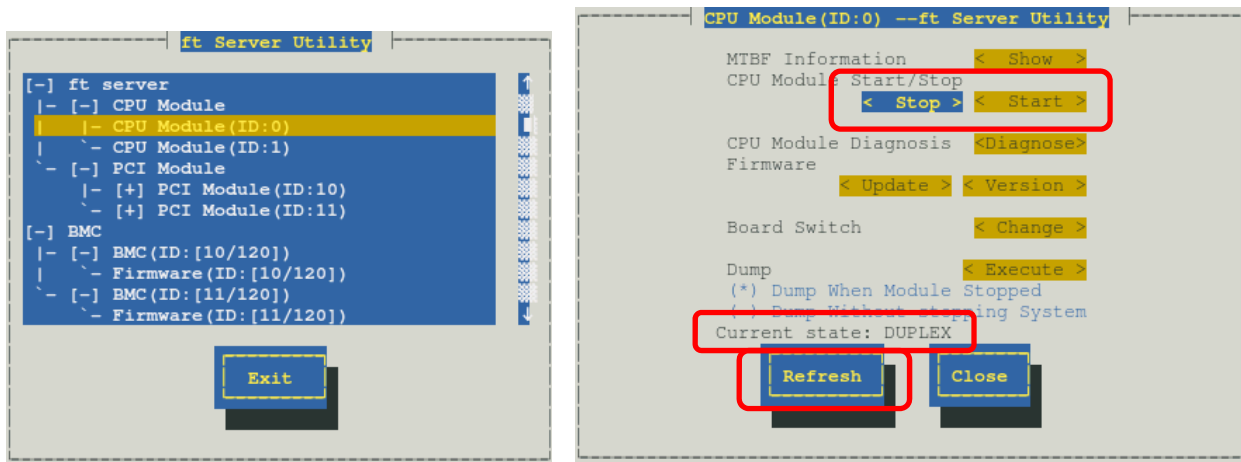 ft Server Utility
[-] ft server
|- [-] CPU Module
| |- CPU Module(ID:0)
| `- CPU Module(ID:1)
`- [-] PCI Module
|- [+] PCI Module(ID:10)
`- [+] PCI Module(ID:11)
[-] BMC
|- [-] BMC(ID:[10/120])
| `- Firmware(ID:[10/120])
`- [-] BMC(ID:[11/120])
`- Firmware(ID:[11/120])
Exit
CPU Module(ID:0) --ft Server Utility
MTBF Information < Show >
CPU Module Start/Stop
< Stop > < Start >
CPU Module Diagnosis <Diagnose>
Firmware
< Update > < Version >
Board Switch < Change >
Dump < Execute >
(*) Dump When Module Stopped
( ) Dump Without stopping System
Current state: DUPLEX
Refresh Close